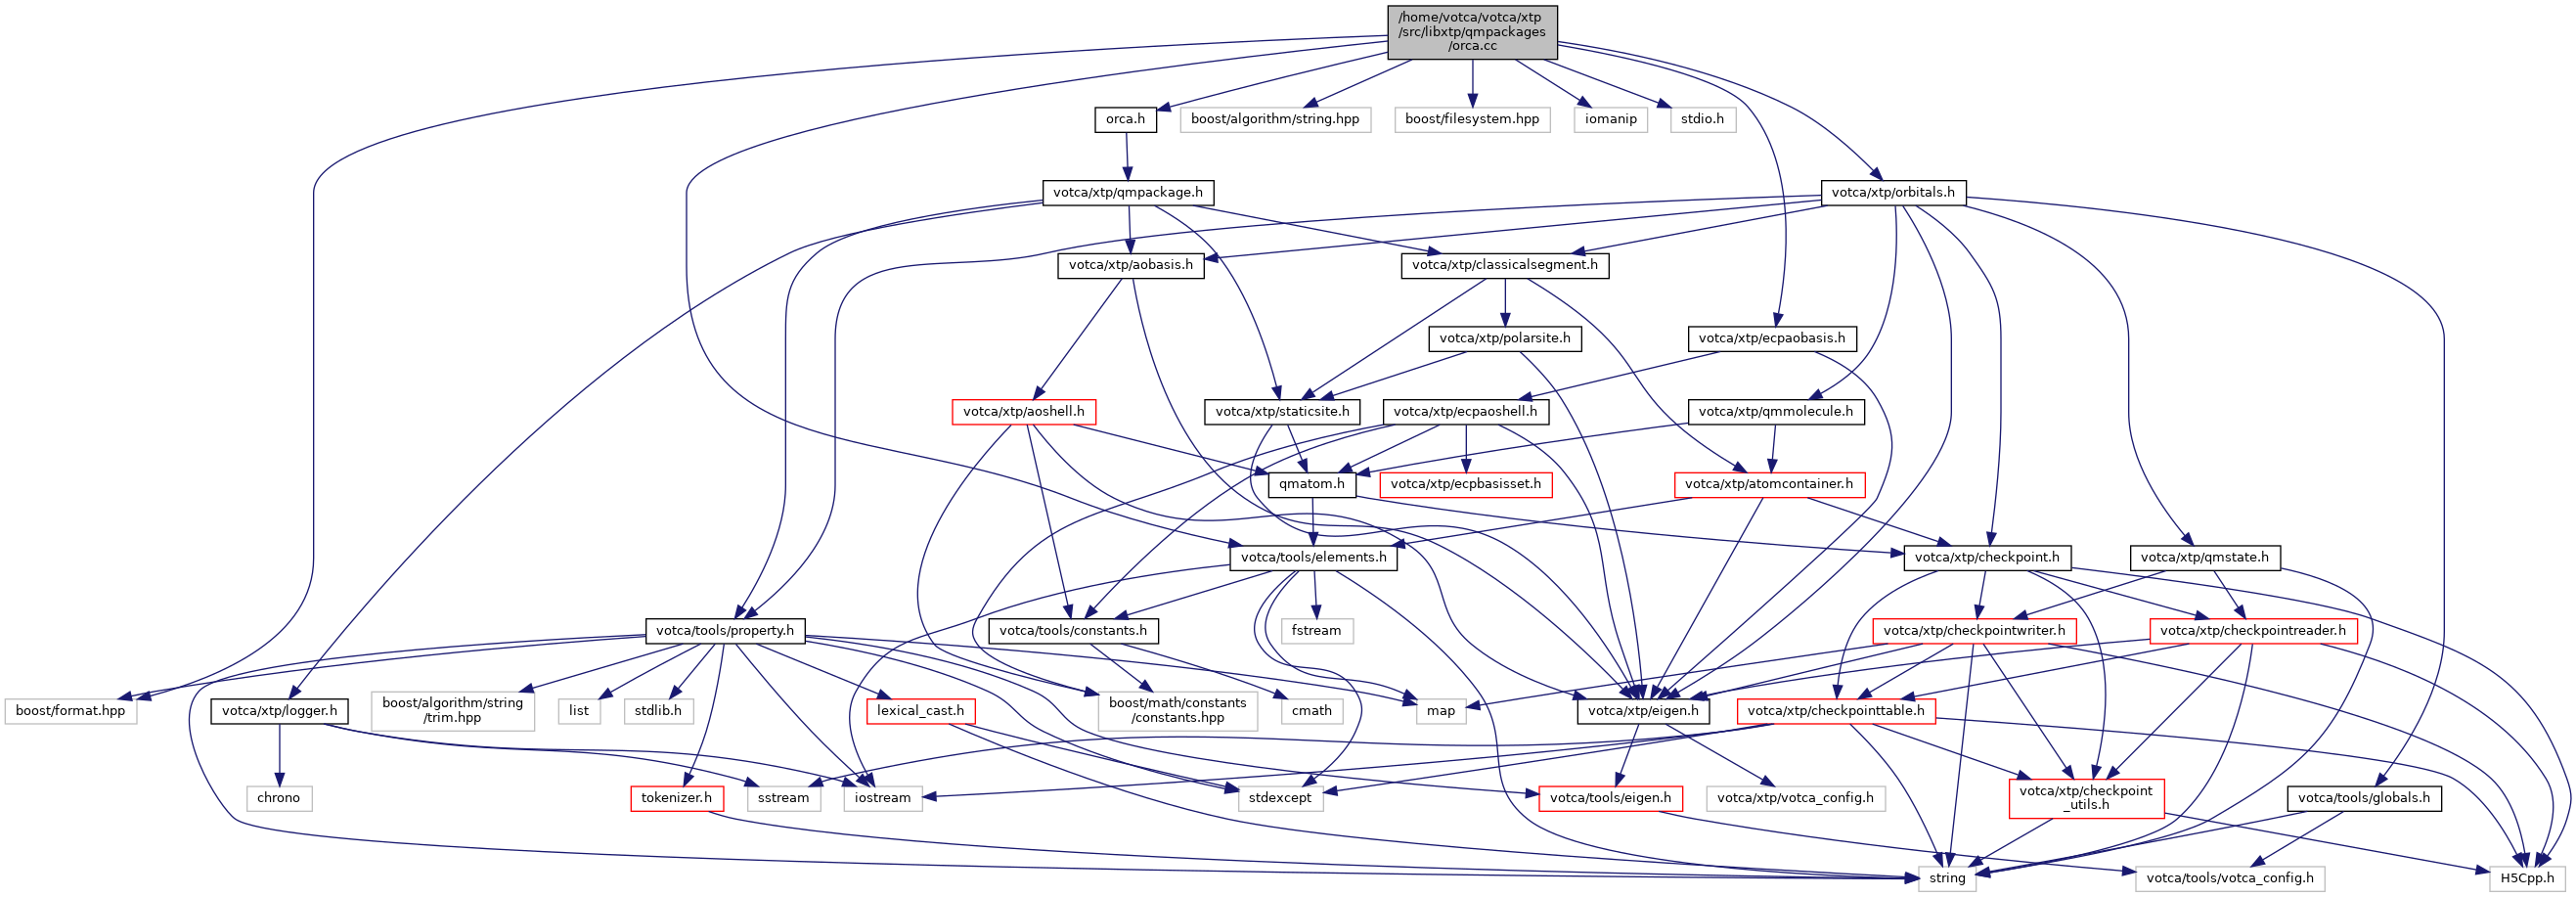 /home/votca/votca/xtp
/src/libxtp/qmpackages
/orca.cc
orca.h
boost/algorithm/string.hpp
boost/filesystem.hpp
iomanip
stdio.h
votca/xtp/qmpackage.h
votca/xtp/orbitals.h
votca/xtp/aobasis.h
votca/xtp/classicalsegment.h
votca/xtp/polarsite.h
votca/xtp/ecpaobasis.h
votca/xtp/aoshell.h
votca/xtp/staticsite.h
votca/xtp/ecpaoshell.h
votca/xtp/qmmolecule.h
qmatom.h
votca/xtp/ecpbasisset.h
votca/xtp/atomcontainer.h
votca/tools/elements.h
votca/xtp/checkpoint.h
votca/xtp/qmstate.h
votca/tools/property.h
votca/tools/constants.h
fstream
votca/xtp/checkpointwriter.h
votca/xtp/checkpointreader.h
boost/format.hpp
votca/xtp/logger.h
boost/algorithm/string
/trim.hpp
list
stdlib.h
lexical_cast.h
boost/math/constants
/constants.hpp
cmath
map
votca/xtp/eigen.h
votca/xtp/checkpointtable.h
chrono
tokenizer.h
sstream
iostream
stdexcept
votca/tools/eigen.h
votca/xtp/votca_config.h
votca/xtp/checkpoint
_utils.h
votca/tools/globals.h
string
votca/tools/votca_config.h
H5Cpp.h